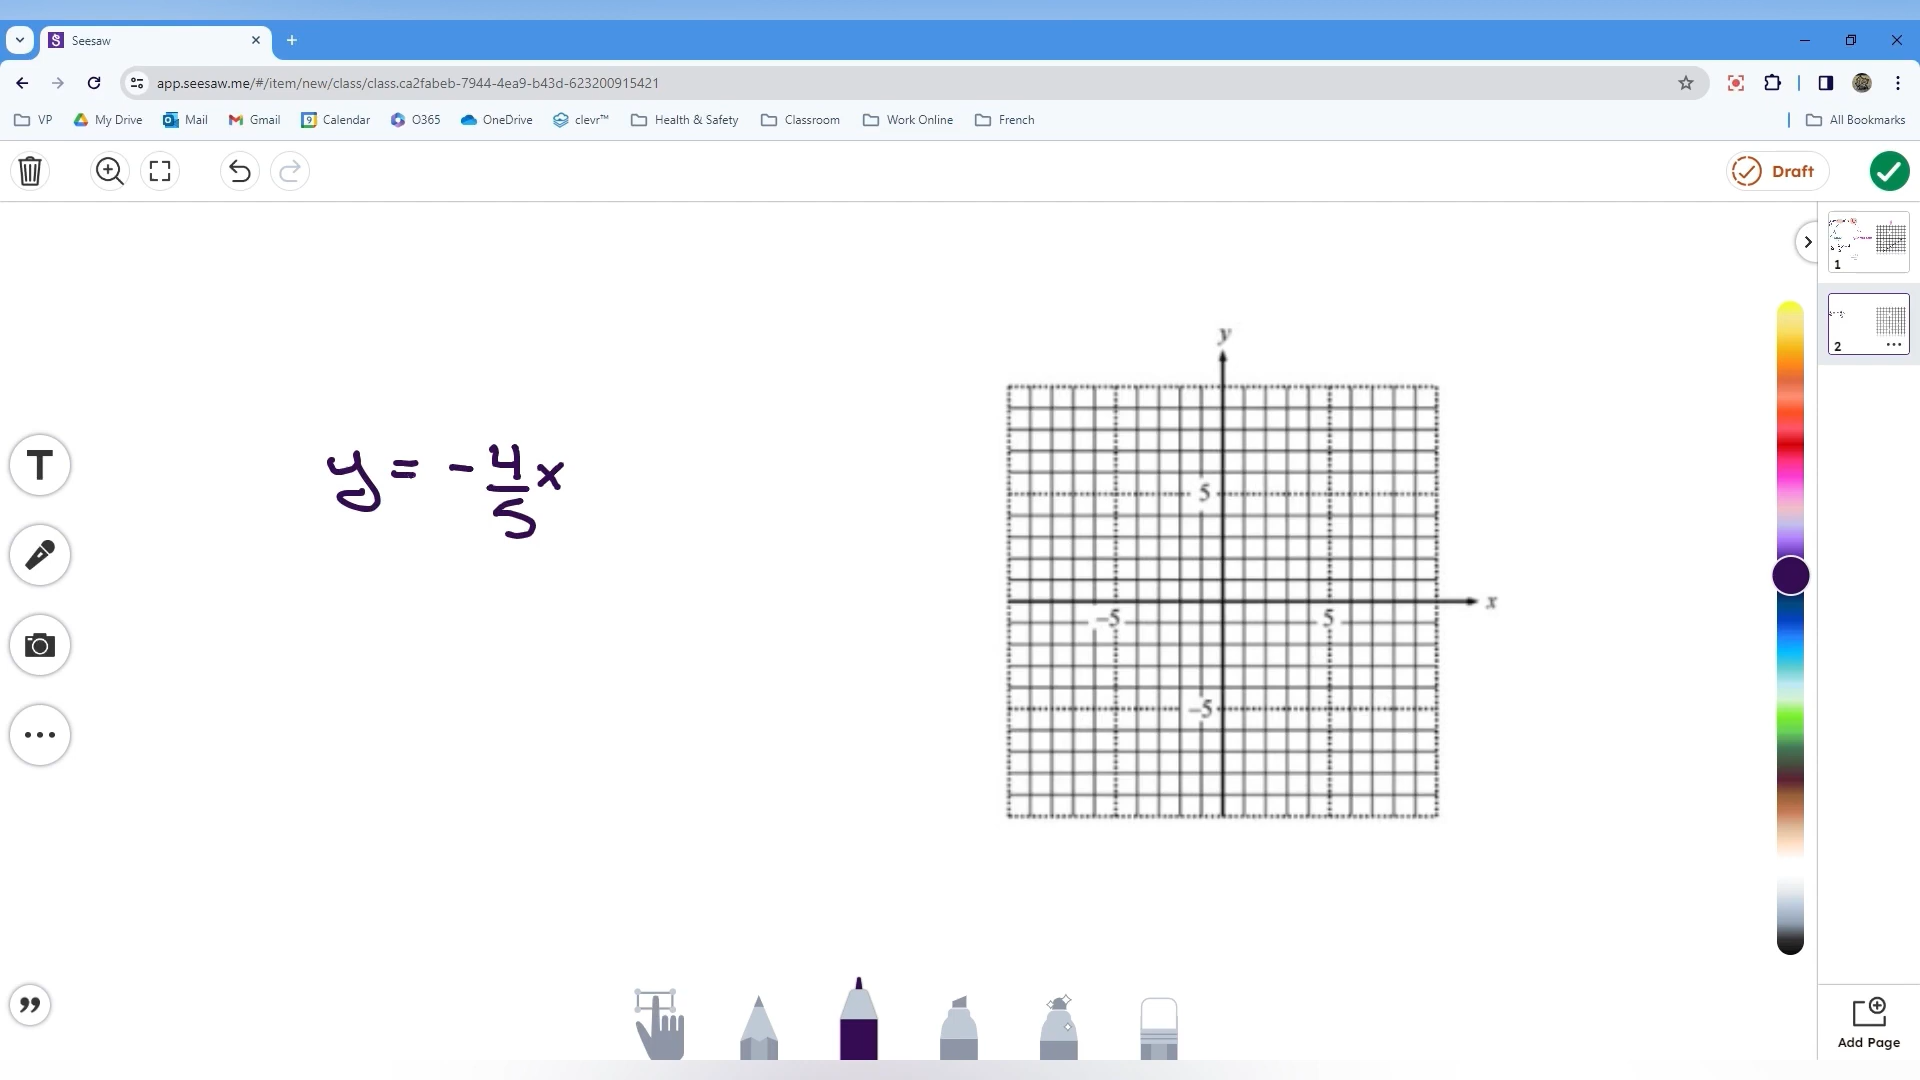 Seesaw
app.seesaw.me/#/item/new/class/class.ca2fabeb-7944-4ea9-b43d-623200915421
VP My Drive Mail Gmail Calendar O365 OneDrive clevr™ Health & Safety Classroom Work Online French All Bookmarks
Draft
1
2
y
5
-5 5 x
-5
y = - 4/5 x
T
Add Page